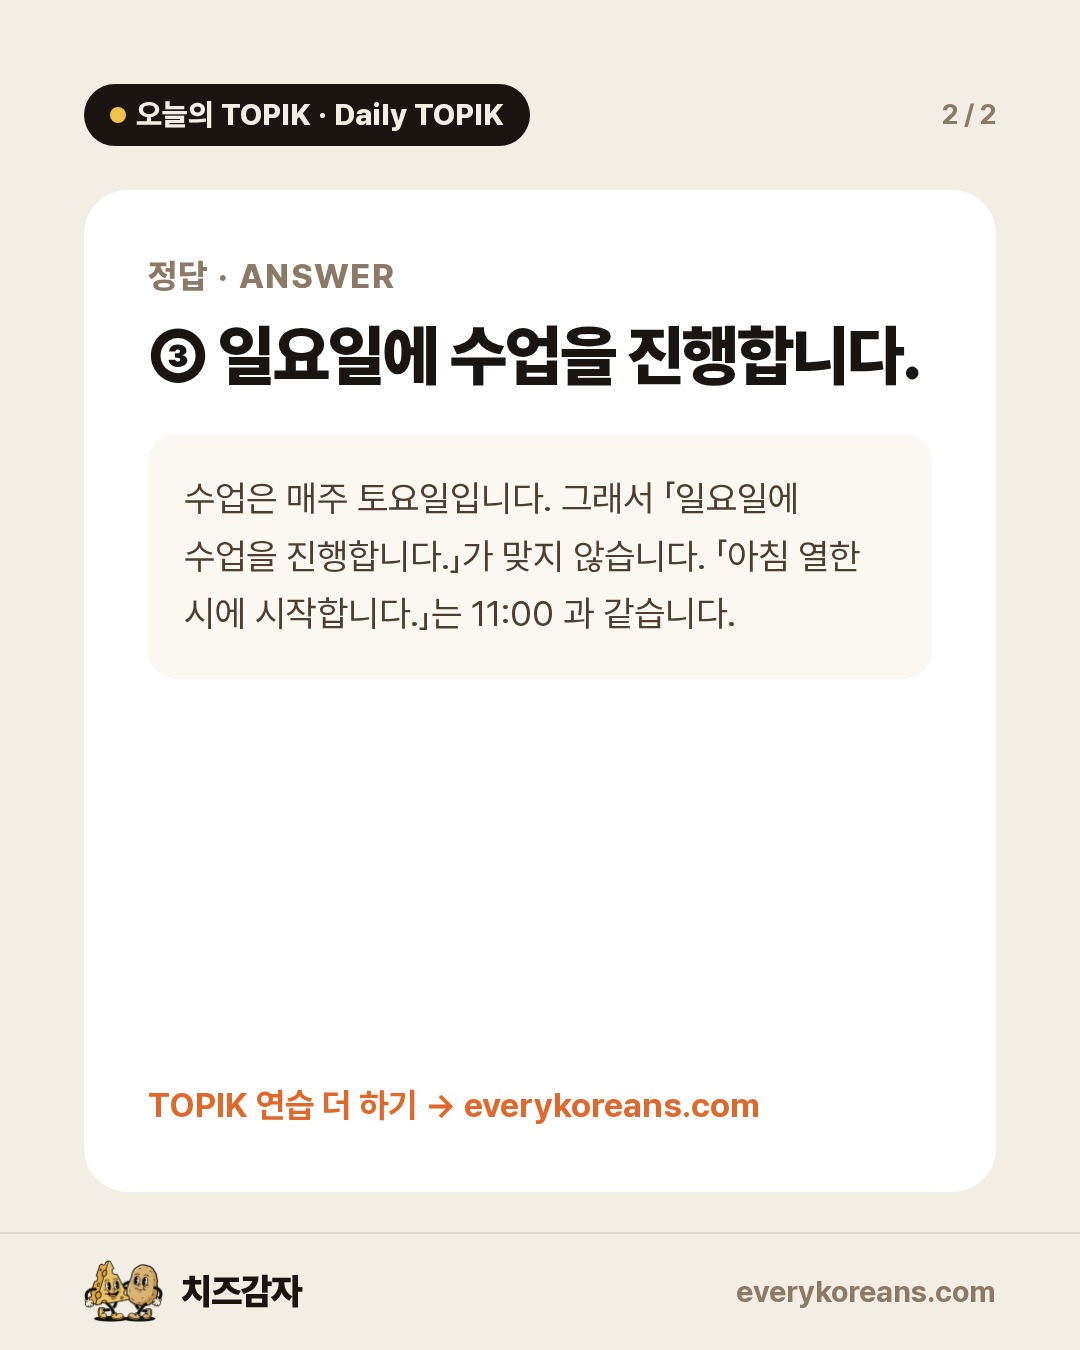 오늘의 TOPIK · Daily TOPIK
2 / 2
정답 · ANSWER
❸ 일요일에 수업을 진행합니다.
수업은 매주 토요일입니다. 그래서 「일요일에
수업을 진행합니다.」가 맞지 않습니다. 「아침 열한
시에 시작합니다.」는 11:00 과 같습니다.
TOPIK 연습 더 하기 → everykoreans.com
치즈감자
everykoreans.com